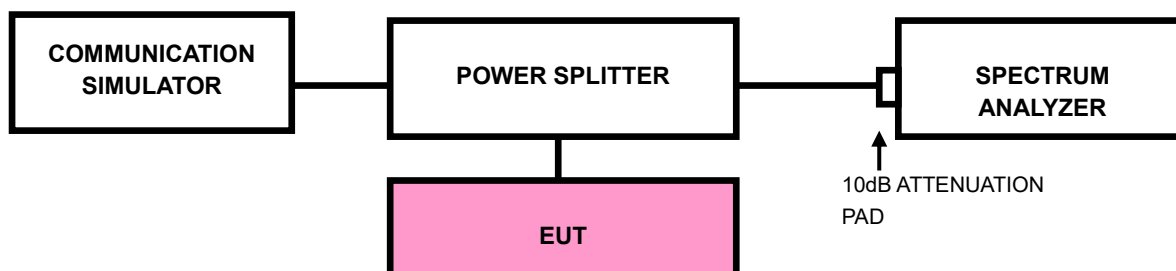 COMMUNICATION
SIMULATOR
POWER SPLITTER
SPECTRUM
ANALYZER
10dB ATTENUATION
PAD
EUT